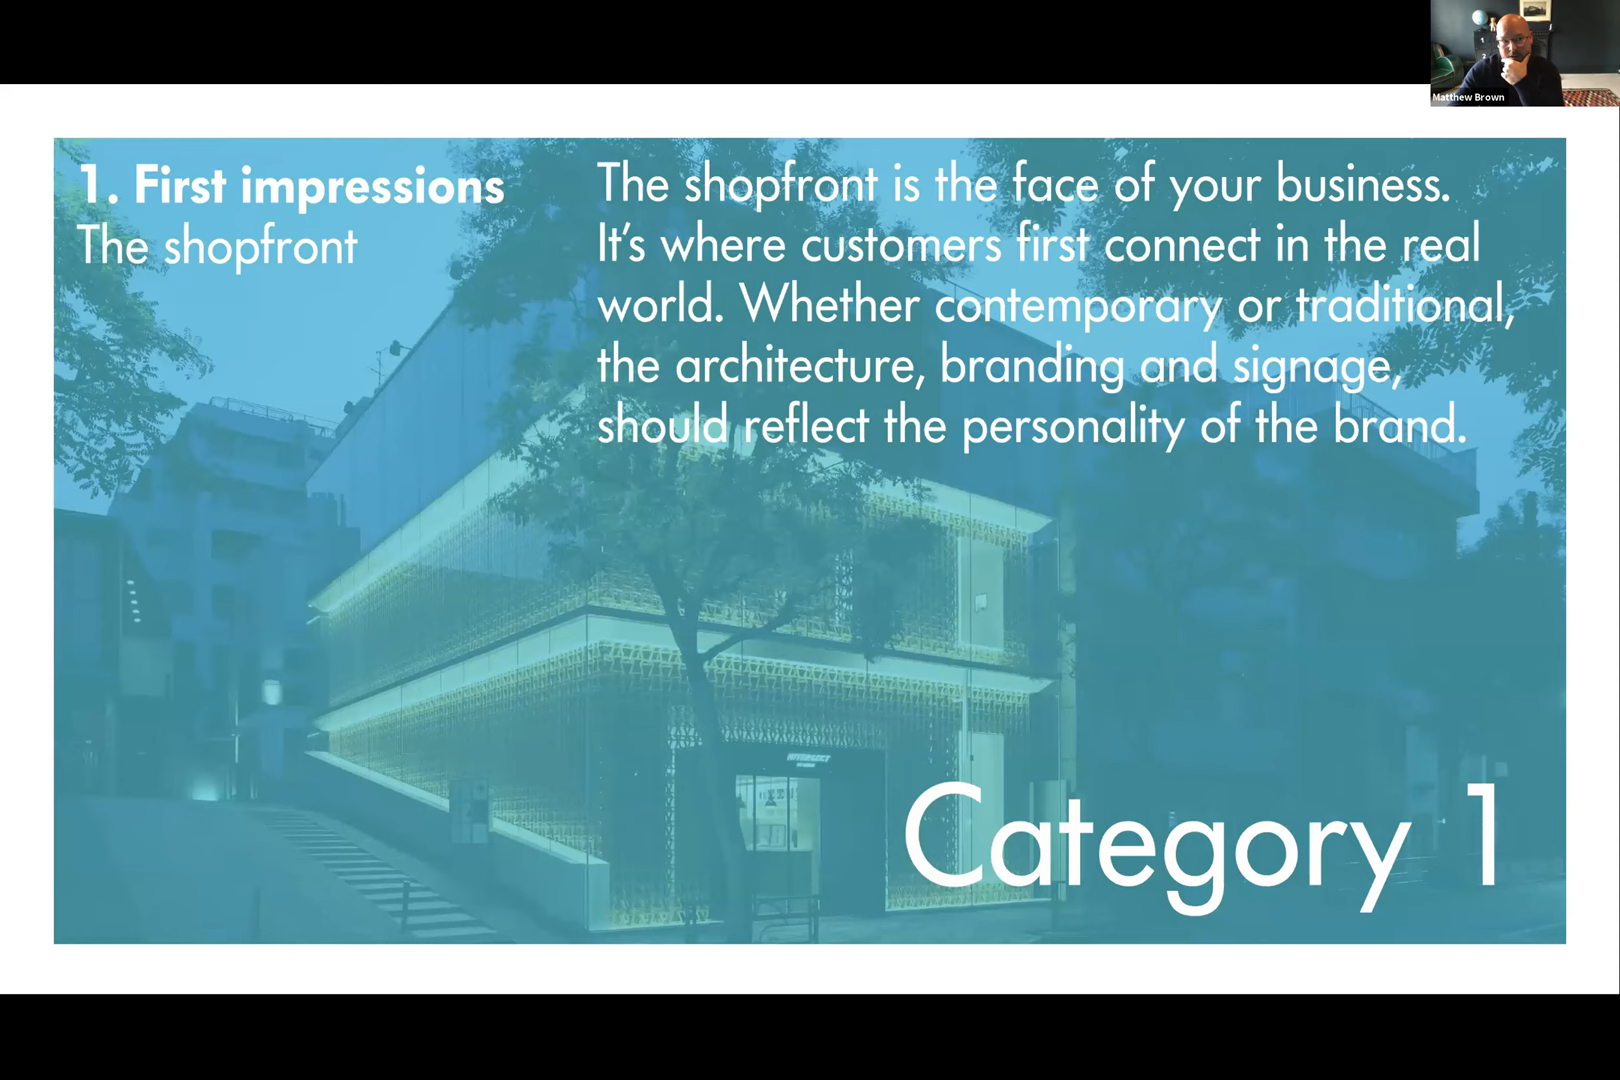 Matthew Brown
1. First impressions
The shopfront
The shopfront is the face of your business.
It's where customers first connect in the real
world. Whether contemporary or traditional,
the architecture, branding and signage,
should reflect the personality of the brand.
Category 1